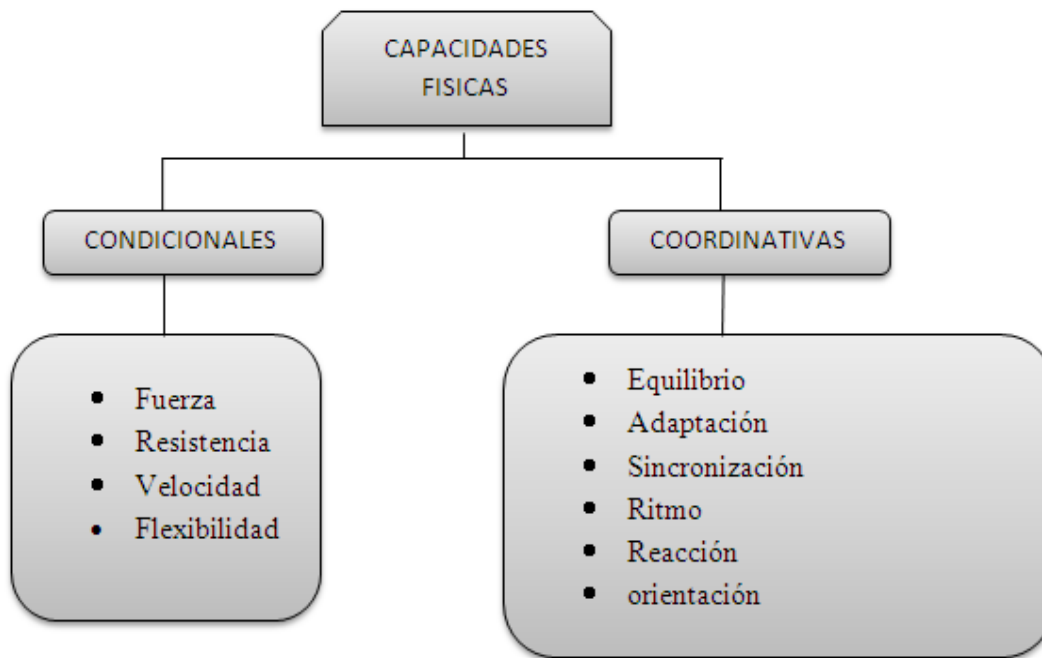 CAPACIDADES
FISICAS
CONDICIONALES
COORDINATIVAS
• Fuerza
• Resistencia
• Velocidad
• Flexibilidad
• Equilibrio
• Adaptación
• Sincronización
• Ritmo
• Reacción
• orientación